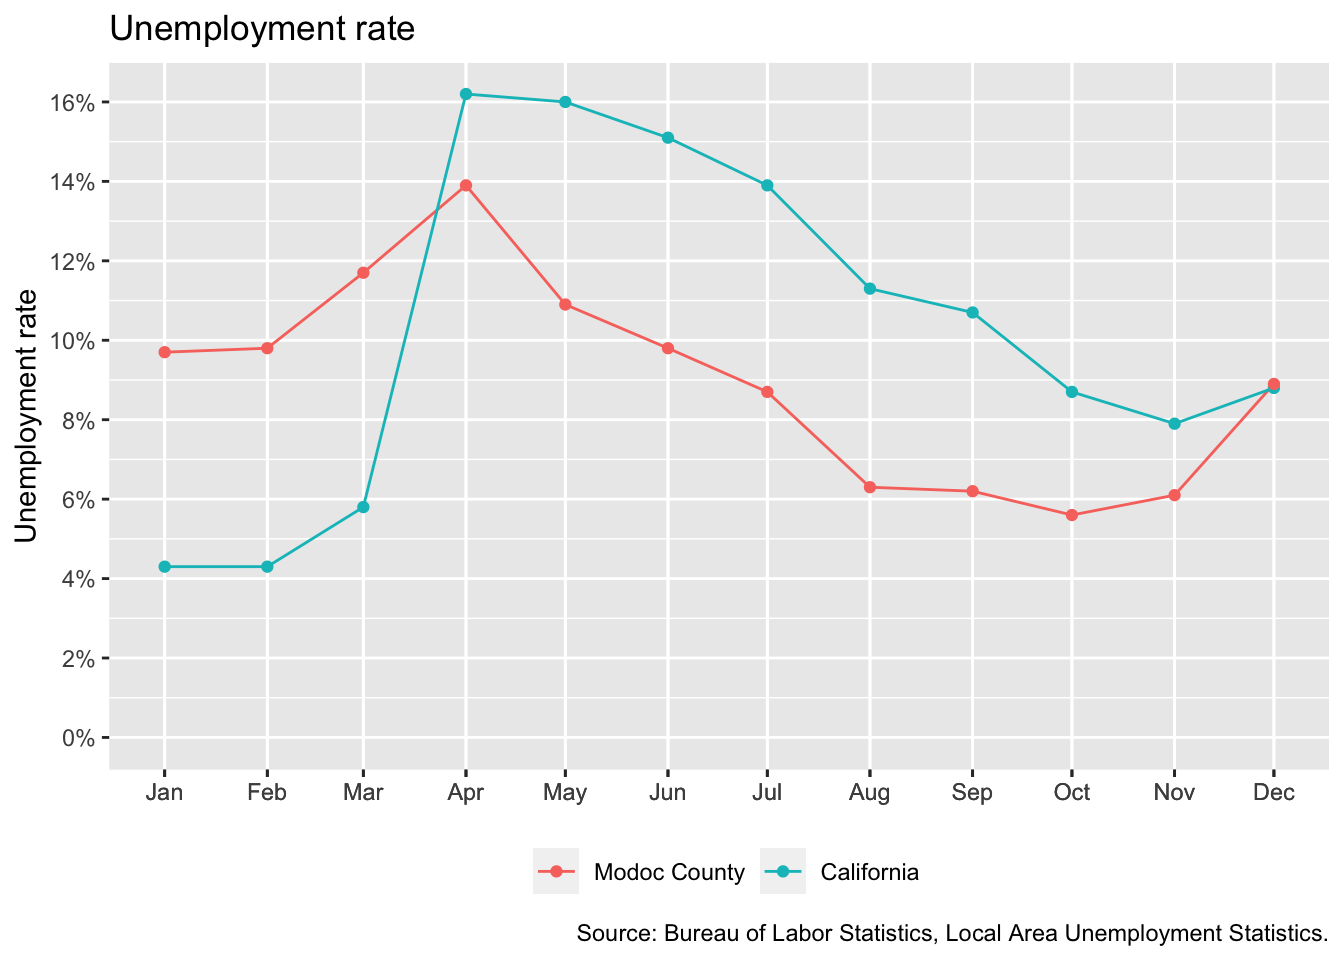 Unemployment rate
Unemployment rate
16%
14%
12%
10%
8%
6%
4%
2%
0%
Jan Feb Mar Apr May Jun Jul Aug Sep Oct Nov Dec
Modoc County California
Source: Bureau of Labor Statistics, Local Area Unemployment Statistics.